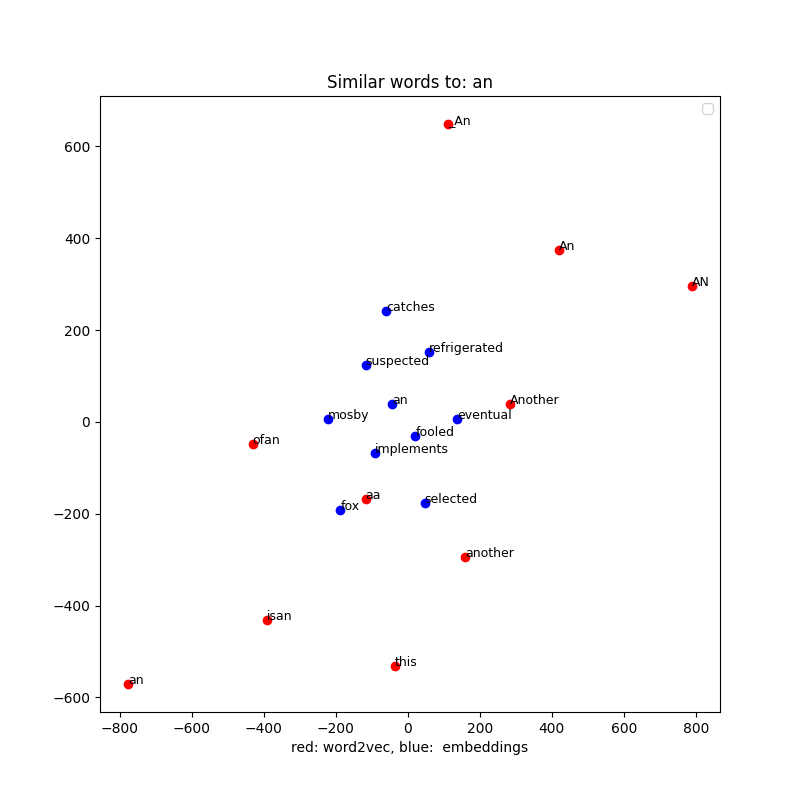 Similar words to: an
_An
600
An
400
AN
catches
200
refrigerated
suspected
an
Another
mosby
eventual
0
fooled
ofan
implements
aa
selected
−200
fox
another
−400
isan
this
an
−600
−800 −600 −400 −200 0 200 400 600 800
red: word2vec, blue:  embeddings